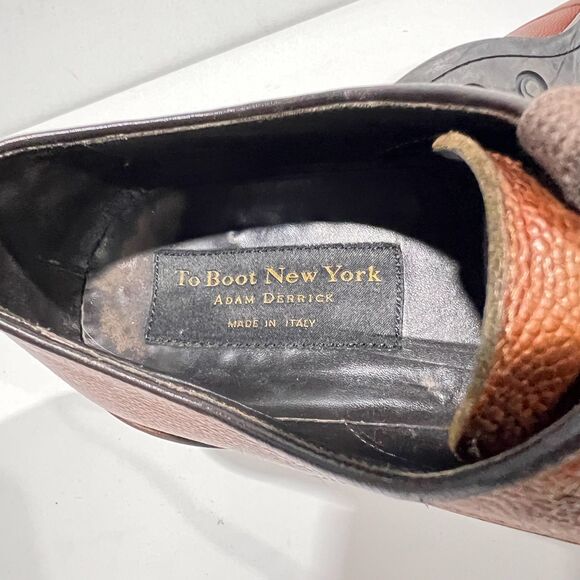 To Boot New York
Adam Derrick
MADE IN ITALY